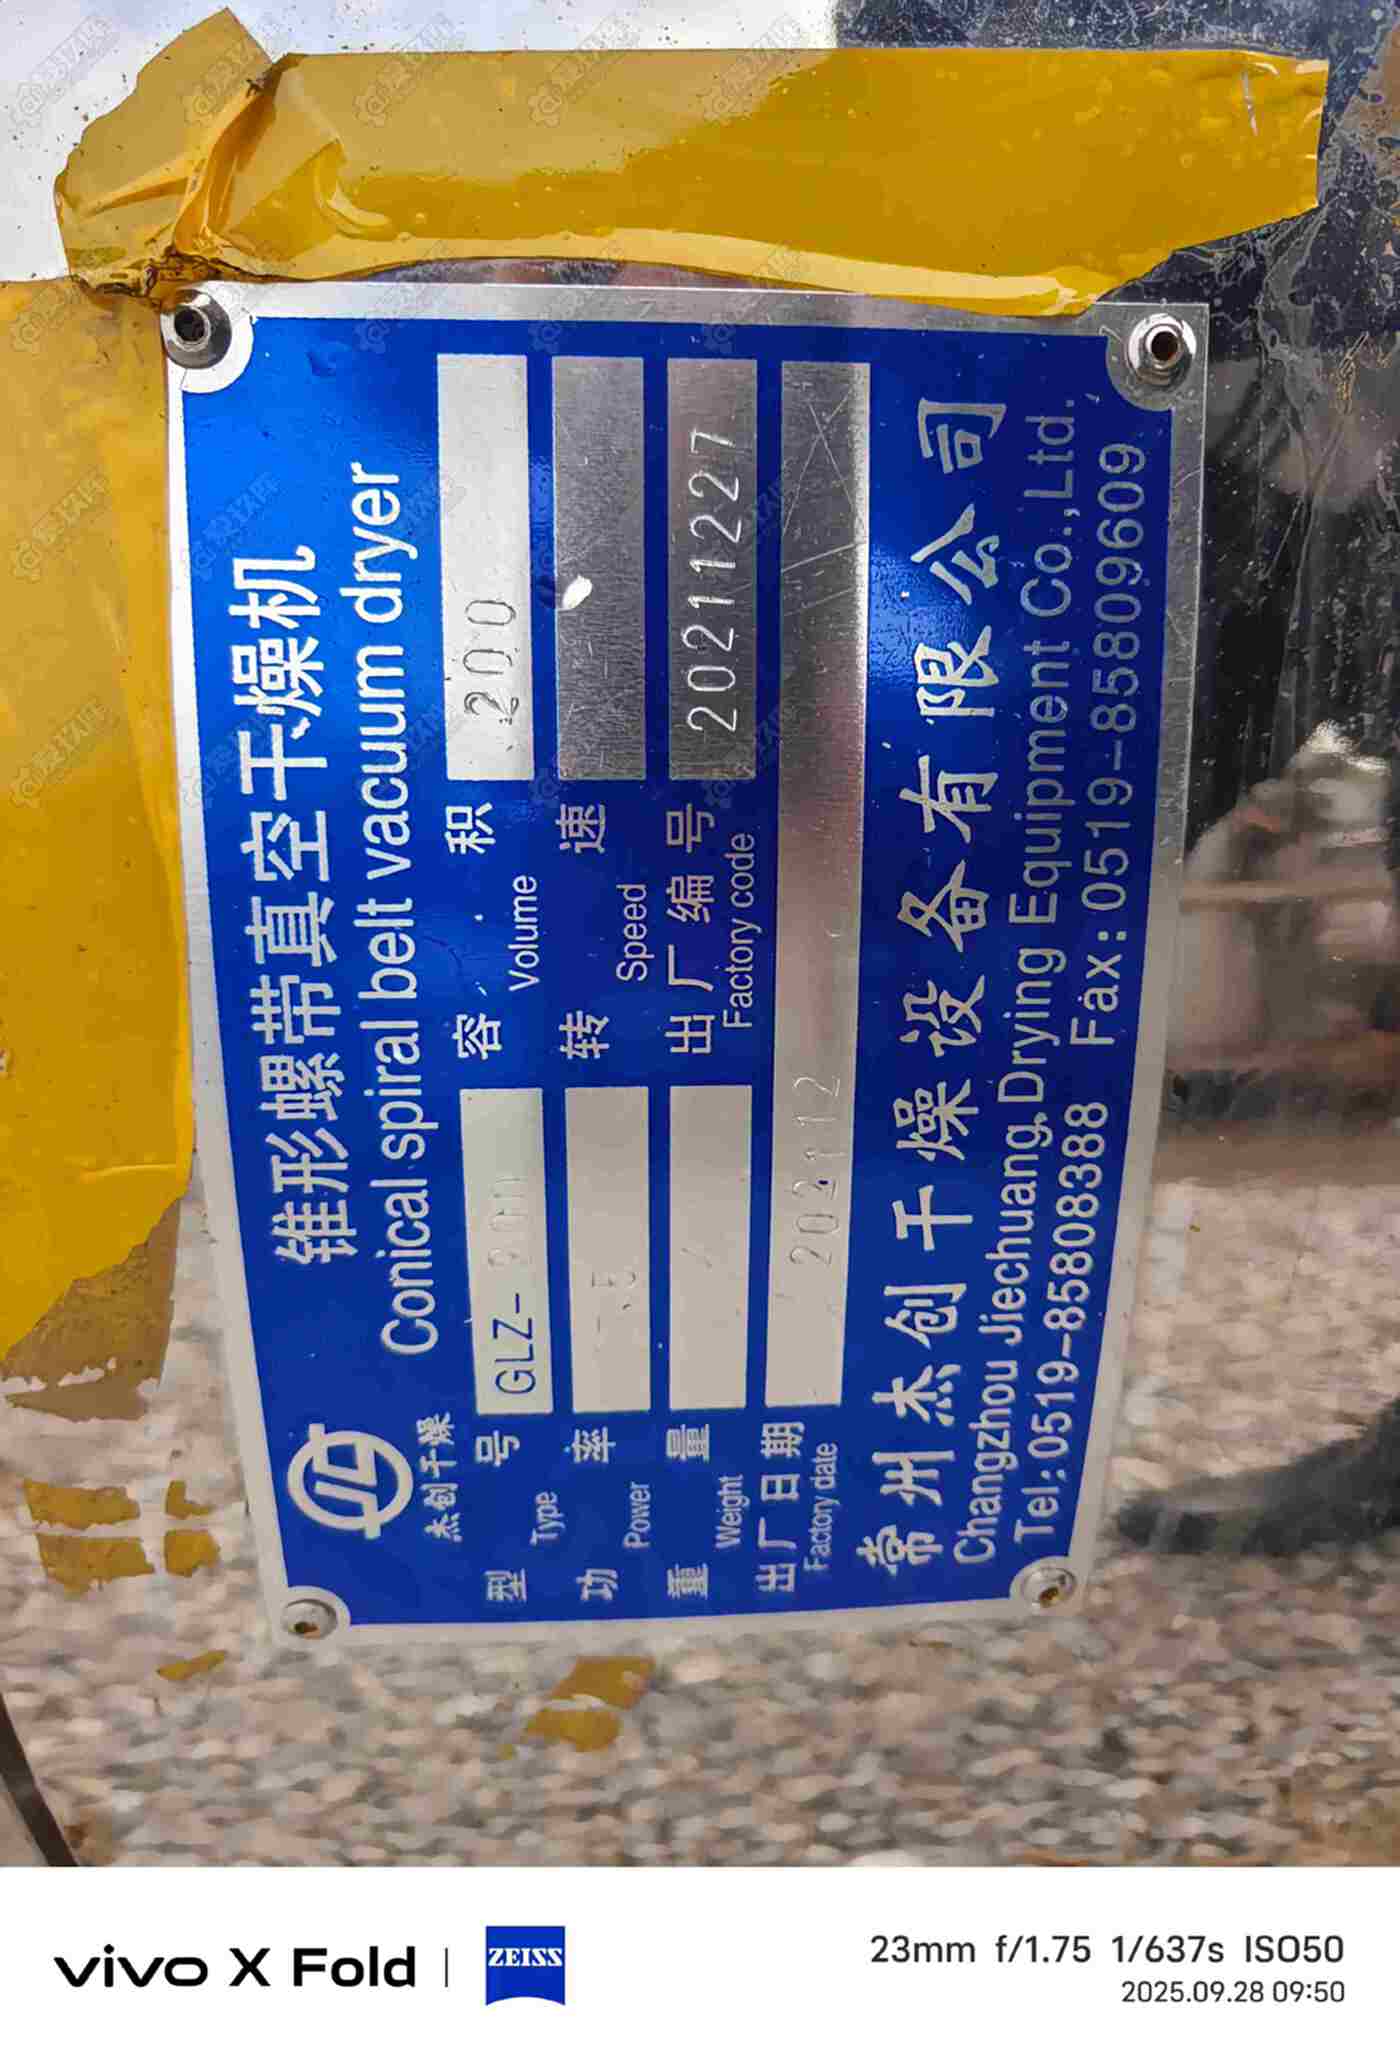 锥形螺带真空干燥机
Conical spiral belt vacuum dryer
杰创干燥
型号 GLZ- 容积 200
Type Volume
功率 转速
Power Speed
重量 / 出厂编号 20211227
Weight Factory code
出厂日期 202112
Factory date
常州杰创干燥设备有限公司
Changzhou Jiechuang Drying Equipment Co.,Ltd.
Tel:0519-85808388 Fax:0519-85809609
vivo X Fold ZEISS
23mm f/1.75 1/637s ISO50
2025.09.28 09:50